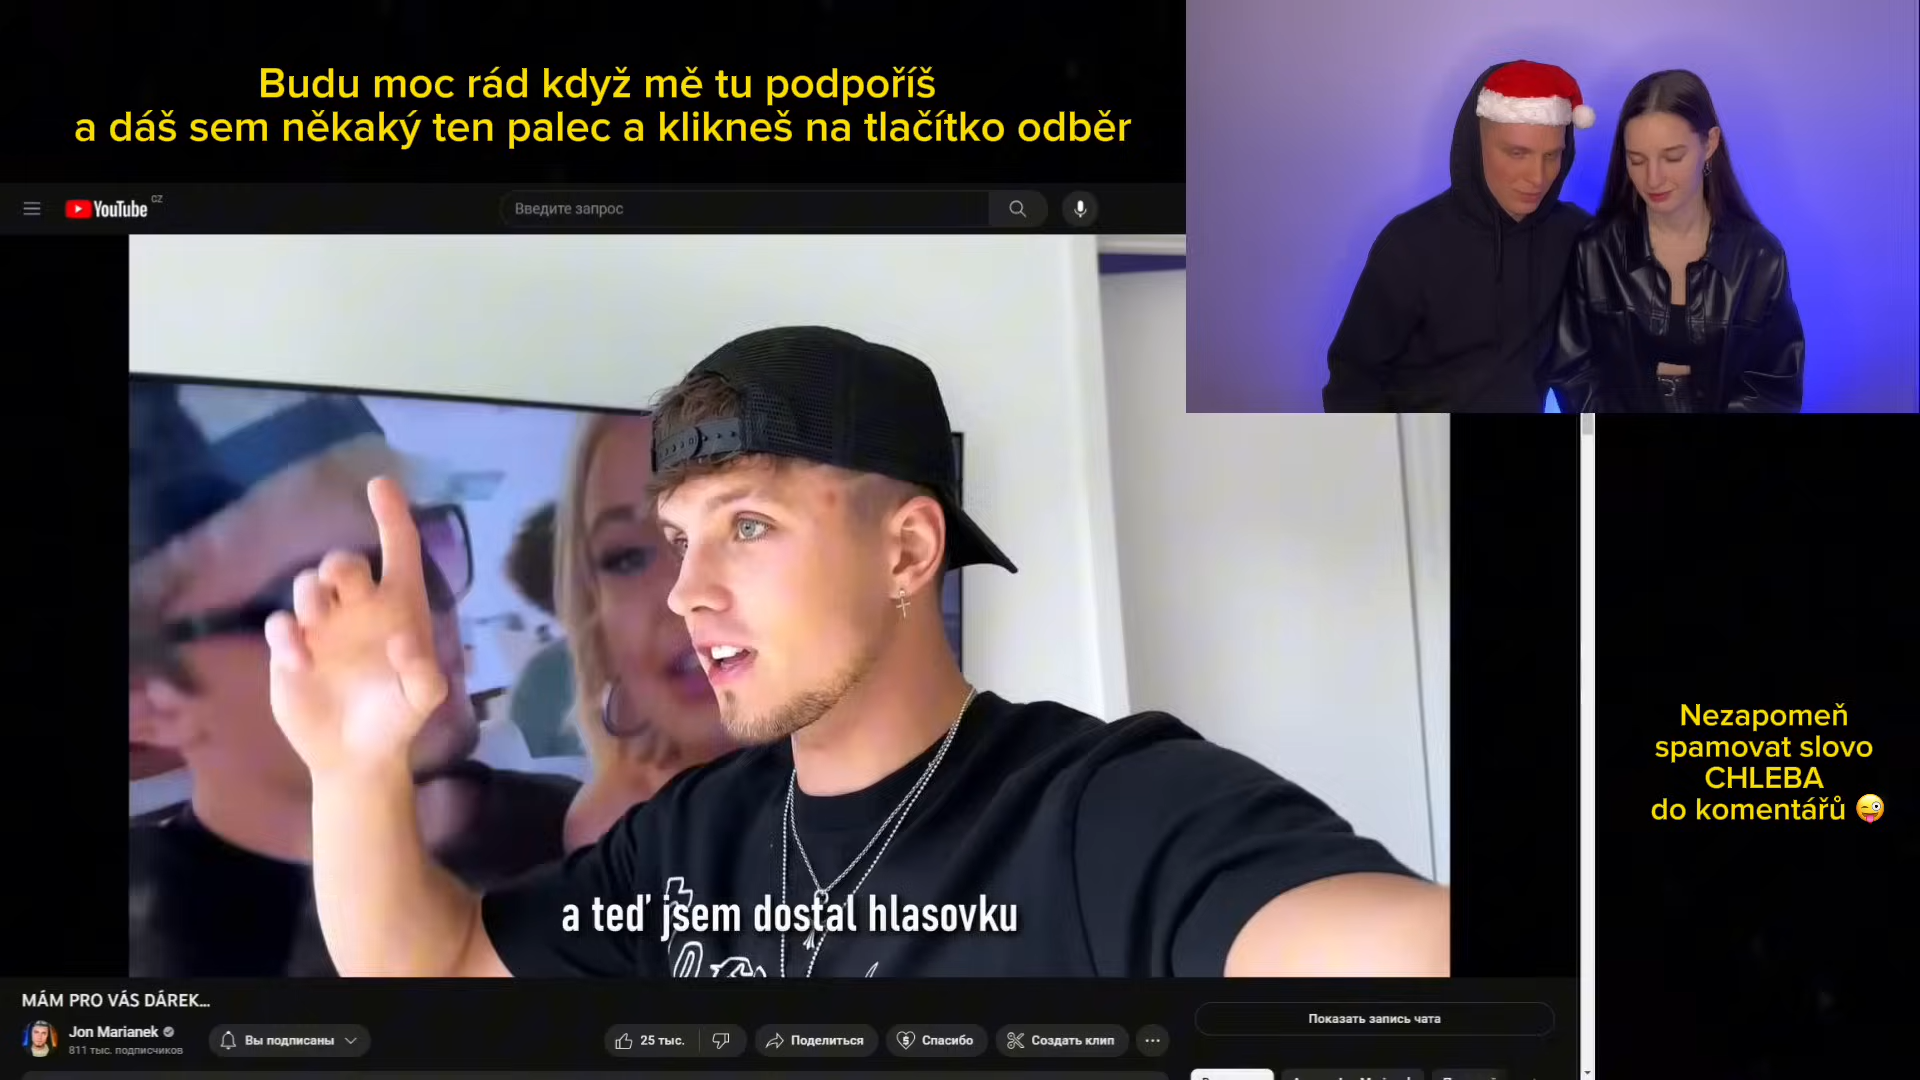 Budu moc rád když mě tu podpoříš
a dáš sem někaký ten palec a klikneš na tlačítko odběr
YouTube CZ
Введите запрос
Nezapomeň
spamovat slovo
CHLEBA
do komentářů 😜
a teď jsem dostal hlasovku
MÁM PRO VÁS DÁREK...
Jon Marianek
811 тыс. подписчиков
Вы подписаны
25 тыс.
Поделиться
Спасибо
Создать клип
Показать запись чата